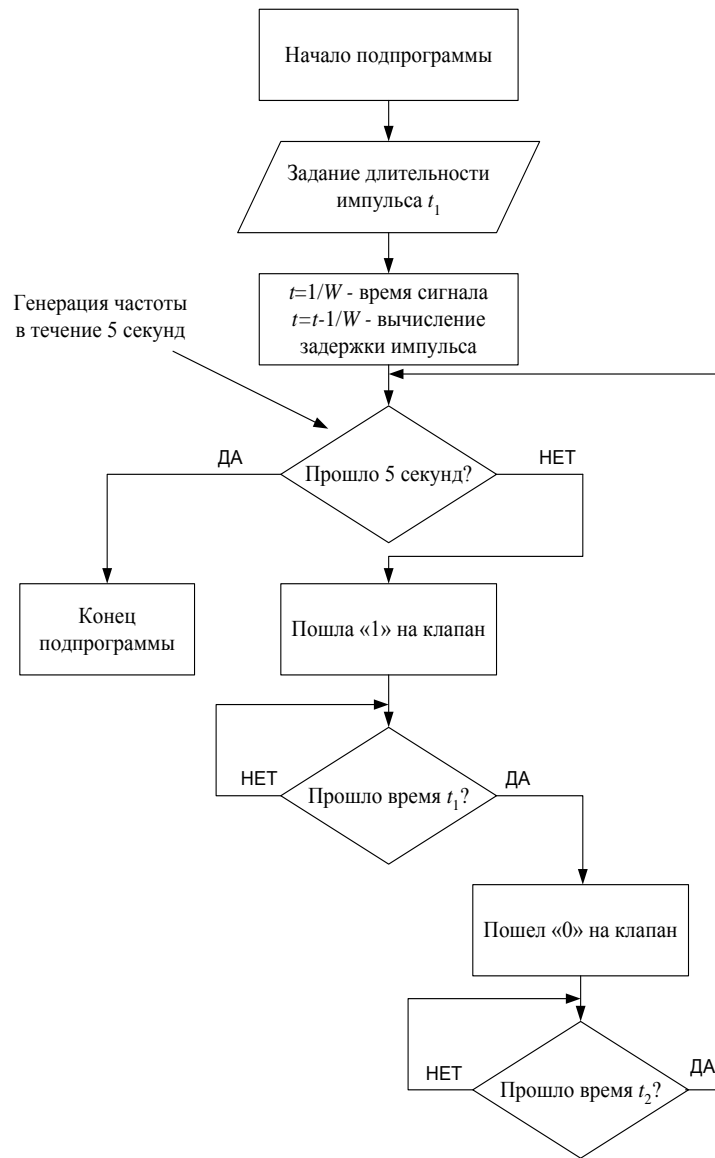 Начало подпрограммы
Задание длительности
импульса t₁
t=1/W - время сигнала
t=t-1/W - вычисление
задержки импульса
Генерация частоты
в течение 5 секунд
Прошло 5 секунд?
ДА
НЕТ
Конец
подпрограммы
Пошла «1» на клапан
Прошло время t₁?
НЕТ
ДА
Пошел «0» на клапан
Прошло время t₂?
НЕТ
ДА